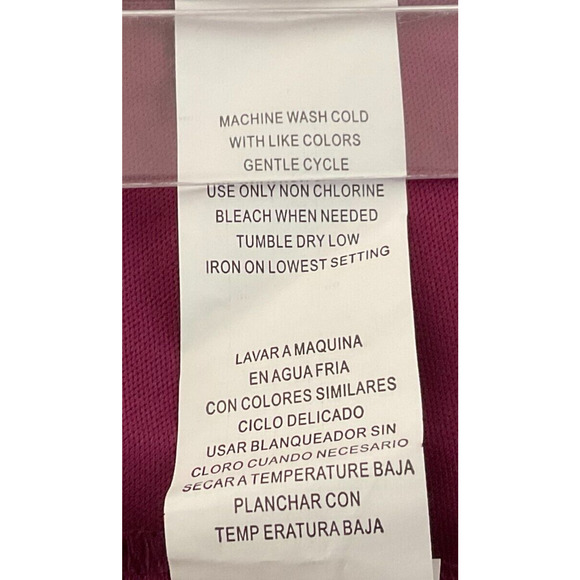 MACHINE WASH COLD
WITH LIKE COLORS
GENTLE CYCLE
USE ONLY NON CHLORINE
BLEACH WHEN NEEDED
TUMBLE DRY LOW
IRON ON LOWEST SETTING
LAVAR A MAQUINA
EN AGUA FRIA
CON COLORES SIMILARES
CICLO DELICADO
USAR BLANQUEADOR SIN
CLORO CUANDO NECESARIO
SECAR A TEMPERATURE BAJA
PLANCHAR CON
TEMP ERATURA BAJA